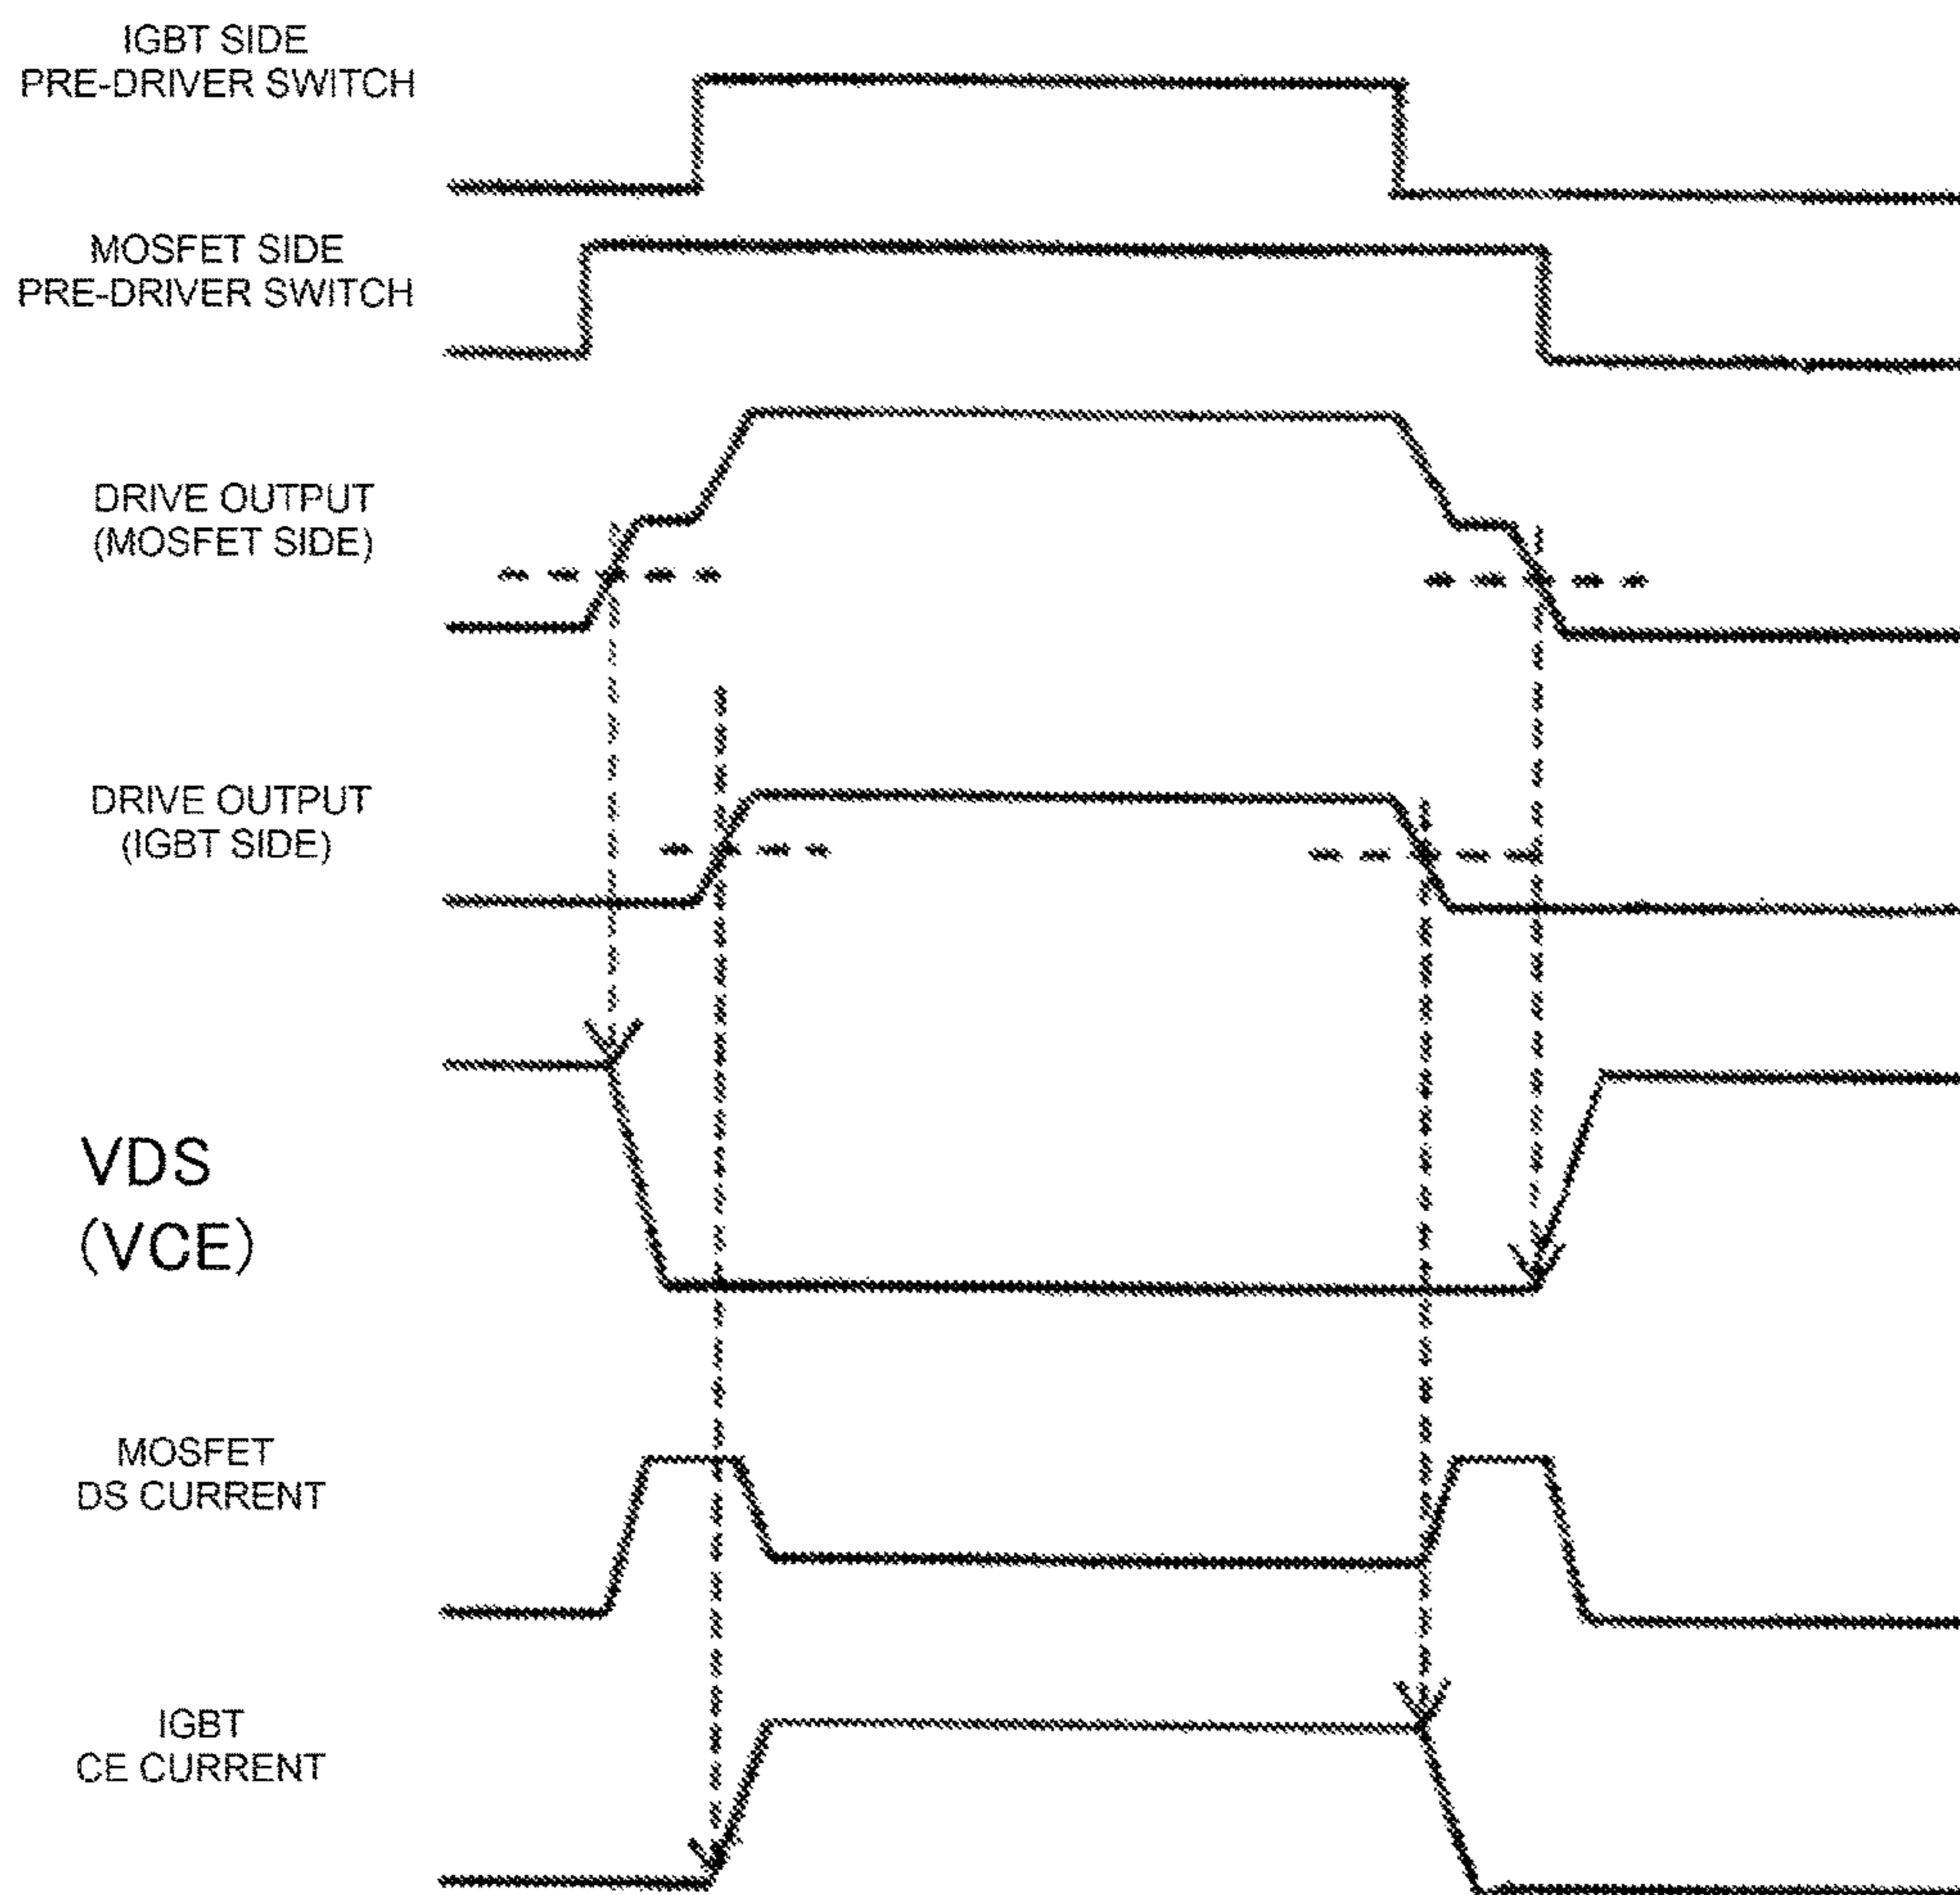 IGBT SIDE
PRE-DRIVER SWITCH
MOSFET SIDE
PRE-DRIVER SWITCH
DRIVE OUTPUT
(MOSFET SIDE)
DRIVE OUTPUT
(IGBT SIDE)
VDS
(VCE)
MOSFET
DS CURRENT
IGBT
CE CURRENT